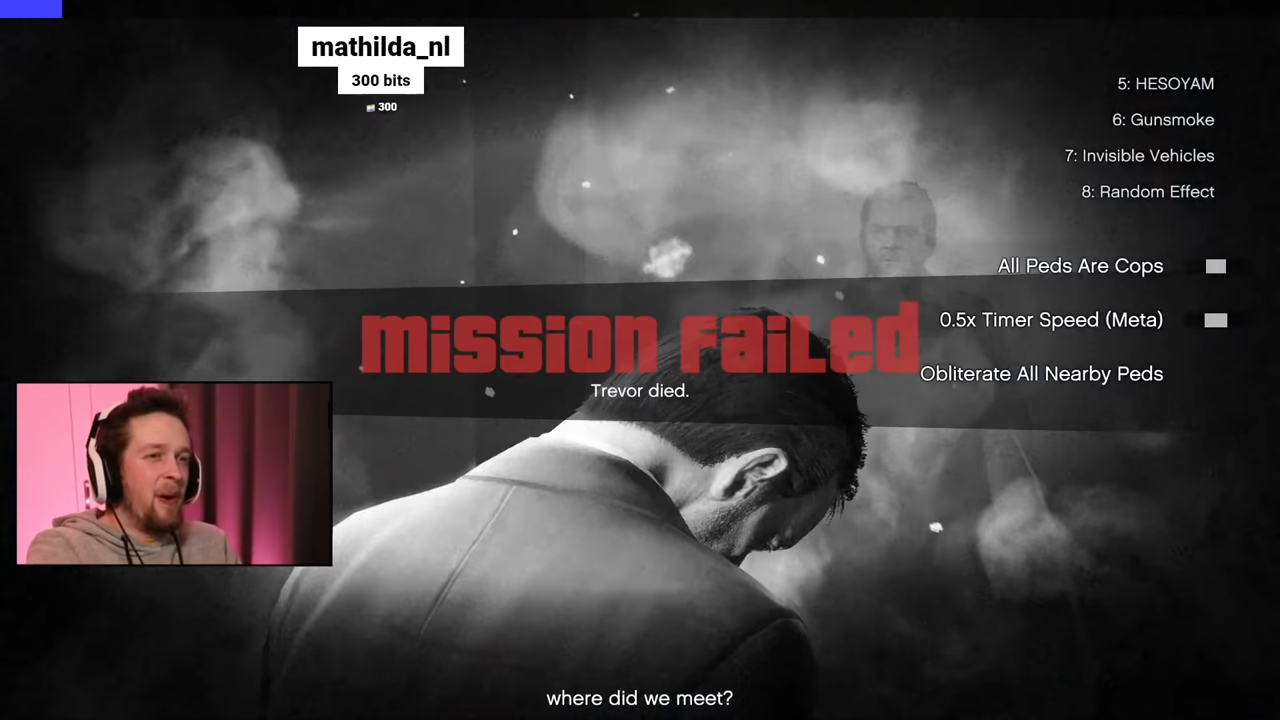 mathilda_nl
300 bits
300
5: HESOYAM
6: Gunsmoke
7: Invisible Vehicles
8: Random Effect
All Peds Are Cops
0.5x Timer Speed (Meta)
Obliterate All Nearby Peds
mission failed
Trevor died.
where did we meet?